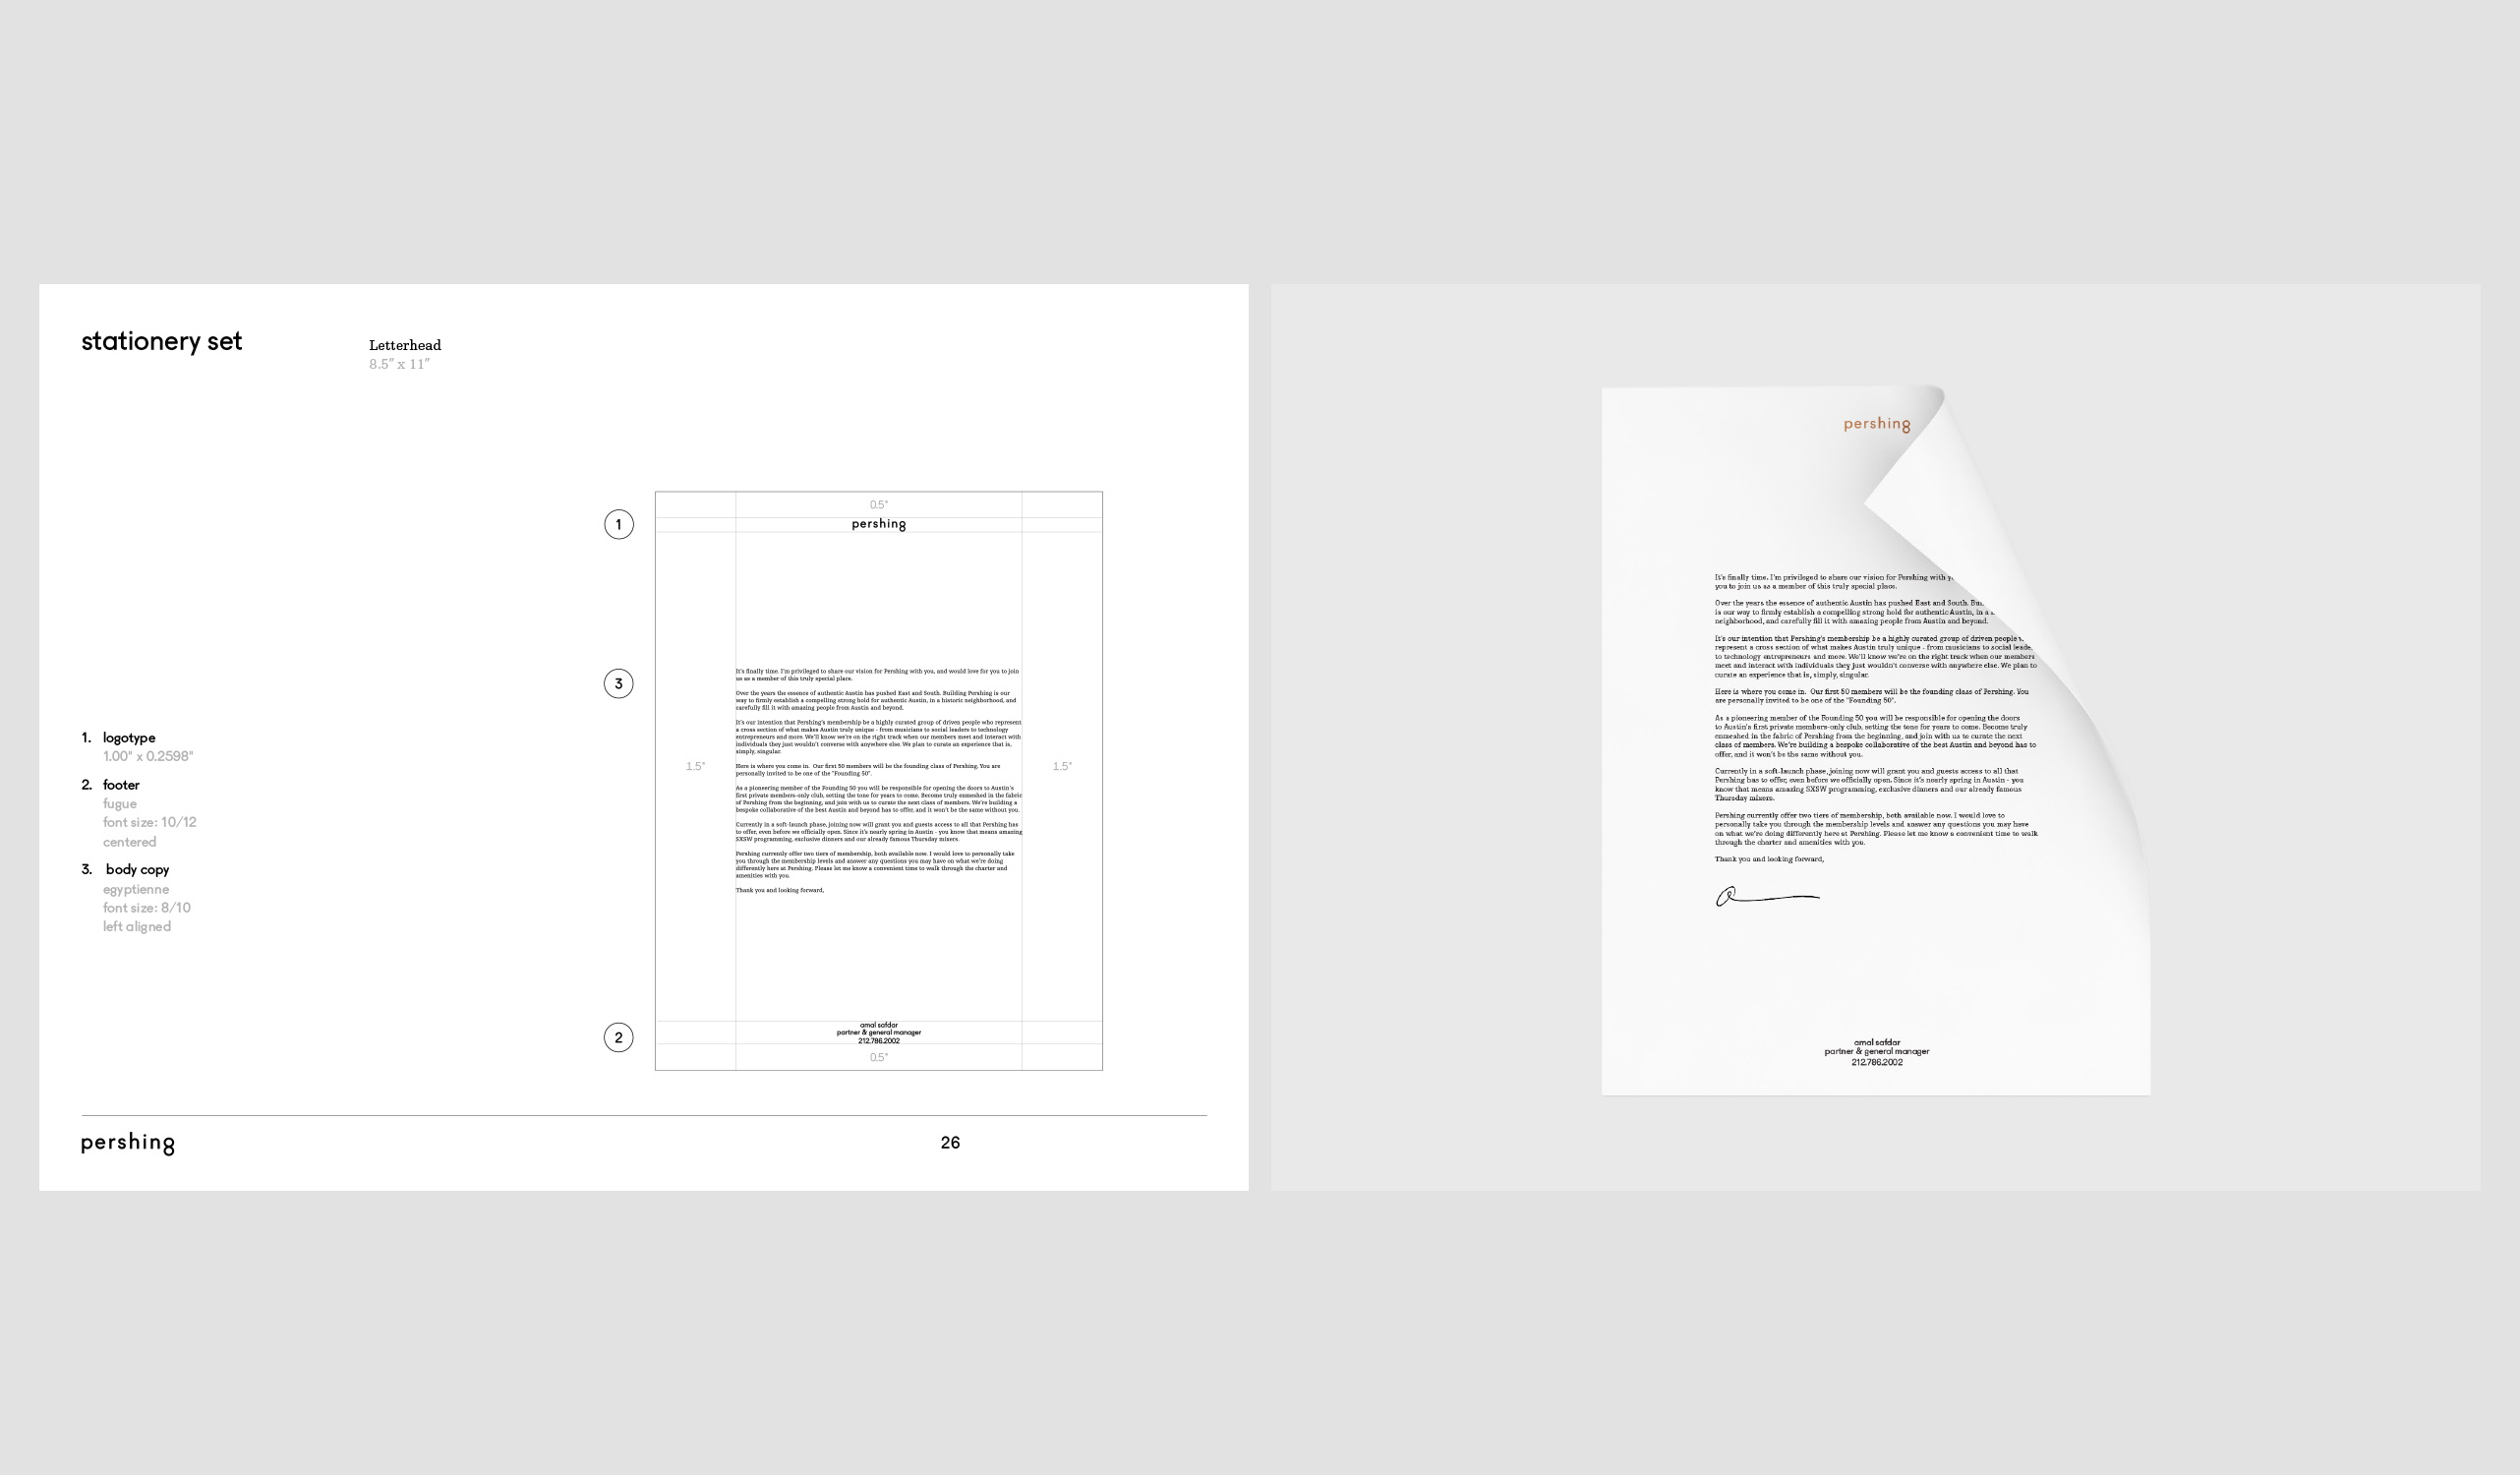 stationery set
Letterhead
8.5" x 11"
1. logotype
1.00" x 0.2598"
2. footer
fugue
font size: 10/12
centered
3. body copy
egyptienne
font size: 8/10
left aligned
1
3
2
0.5"
pershing
1.5"
1.5"
It's finally time. I'm privileged to share our vision for Pershing with you, and would love for you to join
us as a member of this truly special place.
Over the years the essence of authentic Austin has pushed East and South. Building Pershing is our
way to firmly establish a compelling strong hold for authentic Austin, in a historic neighborhood, and
carefully fill it with amazing people from Austin and beyond.
It's our intention that Pershing's membership be a highly curated group of driven people who represent
a cross section of what makes Austin truly unique - from musicians to social leaders to technology
entrepreneurs and more. We'll know we're on the right track when our members meet and interact with
individuals they just wouldn't converse with anywhere else. We plan to curate an experience that is,
simply, singular.
Here is where you come in. Our first 50 members will be the founding class of Pershing. You are
personally invited to be one of the "Founding 50".
As a pioneering member of the Founding 50 you will be responsible for opening the doors to Austin's
first private members-only club, setting the tone for years to come. Become truly enmeshed in the fabric
of Pershing from the beginning, and join with us to curate the next class of members. We're building a
bespoke collaborative of the best Austin and beyond has to offer, and it won't be the same without you.
Currently in a soft-launch phase, joining now will grant you and guests access to all that Pershing has
to offer, even before we officially open. Since it's nearly spring in Austin - you know that means amazing
SXSW programming, exclusive dinners and our already famous Thursday mixers.
Pershing currently offer two tiers of membership, both available now. I would love to personally take
you through the membership levels and answer any questions you may have on what we're doing
differently here at Pershing. Please let me know a convenient time to walk through the charter and
amenities with you.
Thank you and looking forward,
amal safdar
partner & general manager
212.786.2002
0.5"
pershing
26
pershing
It's finally time. I'm privileged to share our vision for Pershing with
you to join us as a member of this truly special place.
Over the years the essence of authentic Austin has pushed East and South.
is our way to firmly establish a compelling strong hold for authentic Austin, in a
neighborhood, and carefully fill it with amazing people from Austin and beyond.
It's our intention that Pershing's membership be a highly curated group of driven people
represent a cross section of what makes Austin truly unique - from musicians to social
to technology entrepreneurs and more. We'll know we're on the right track when our members
meet and interact with individuals they just wouldn't converse with anywhere else. We plan to
curate an experience that is, simply, singular.
Here is where you come in. Our first 50 members will be the founding class of Pershing. You
are personally invited to be one of the "Founding 50".
As a pioneering member of the Founding 50 you will be responsible for opening the doors
to Austin's first private members-only club, setting the tone for years to come. Become truly
enmeshed in the fabric of Pershing from the beginning, and join with us to curate the next
class of members. We're building a bespoke collaborative of the best Austin and beyond has to
offer, and it won't be the same without you.
Currently in a soft-launch phase, joining now will grant you and guests access to all that
Pershing has to offer, even before we officially open. Since it's nearly spring in Austin - you
know that means amazing SXSW programming, exclusive dinners and our already famous
Thursday mixers.
Pershing currently offer two tiers of membership, both available now. I would love to
personally take you through the membership levels and answer any questions you may have
on what we're doing differently here at Pershing. Please let me know a convenient time to walk
through the charter and amenities with you.
Thank you and looking forward,
amal safdar
partner & general manager
212.786.2002